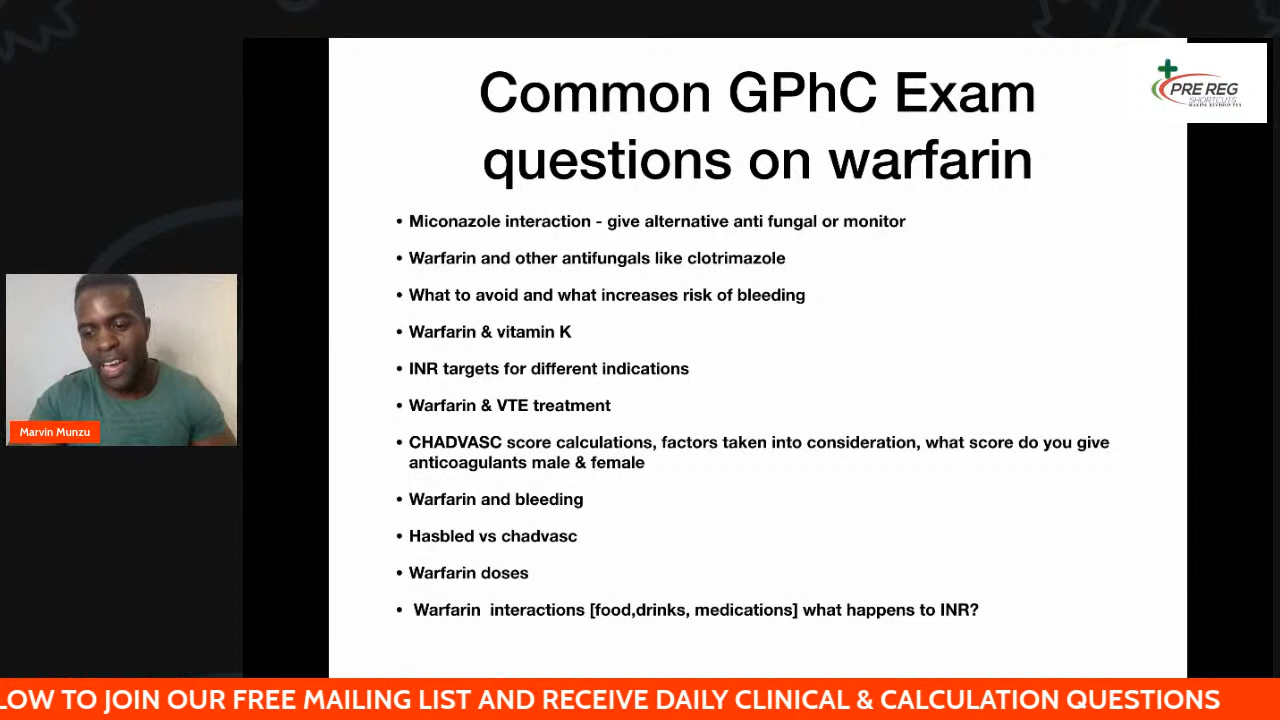 Common GPhC Exam
questions on warfarin
PRE REG
SHORTCUTS
• Miconazole interaction - give alternative anti fungal or monitor
• Warfarin and other antifungals like clotrimazole
• What to avoid and what increases risk of bleeding
• Warfarin & vitamin K
• INR targets for different indications
• Warfarin & VTE treatment
• CHADVASC score calculations, factors taken into consideration, what score do you give
anticoagulants male & female
• Warfarin and bleeding
• Hasbled vs chadvasc
• Warfarin doses
• Warfarin interactions [food,drinks, medications] what happens to INR?
Marvin Munzu
LOW TO JOIN OUR FREE MAILING LIST AND RECEIVE DAILY CLINICAL & CALCULATION QUESTIONS